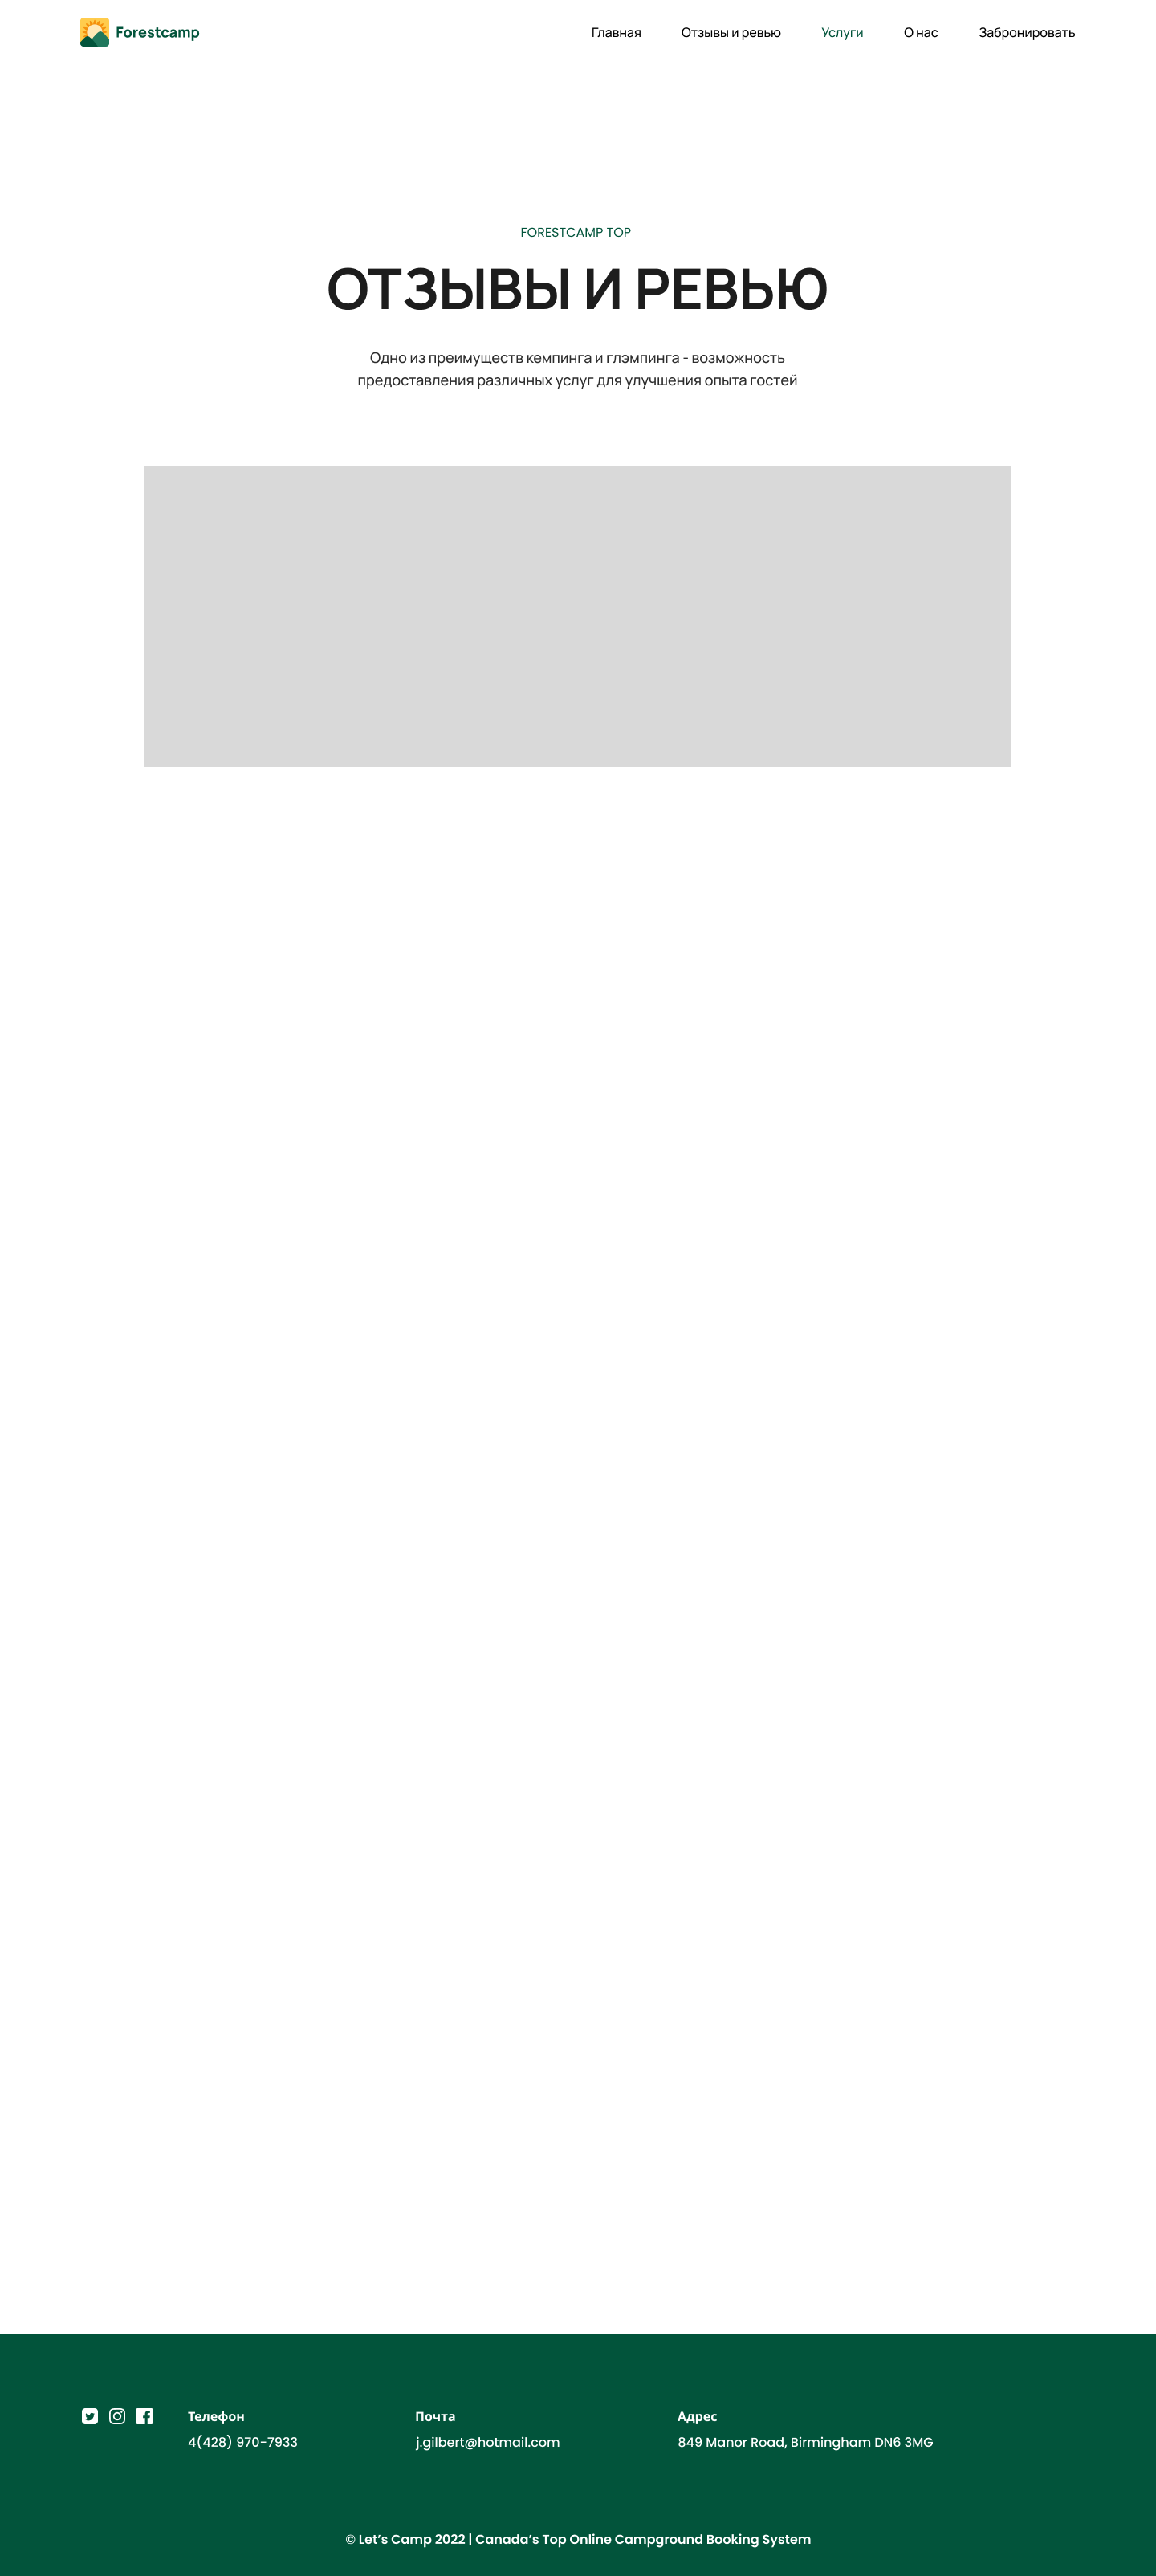 Forestcamp
Главная Отзывы и ревью Услуги О нас Забронировать
FORESTCAMP TOP
ОТЗЫВЫ И РЕВЬЮ
Одно из преимуществ кемпинга и глэмпинга - возможность
предоставления различных услуг для улучшения опыта гостей
Телефон Почта Адрес
4(428) 970-7933 j.gilbert@hotmail.com 849 Manor Road, Birmingham DN6 3MG
© Let’s Camp 2022 | Canada’s Top Online Campground Booking System